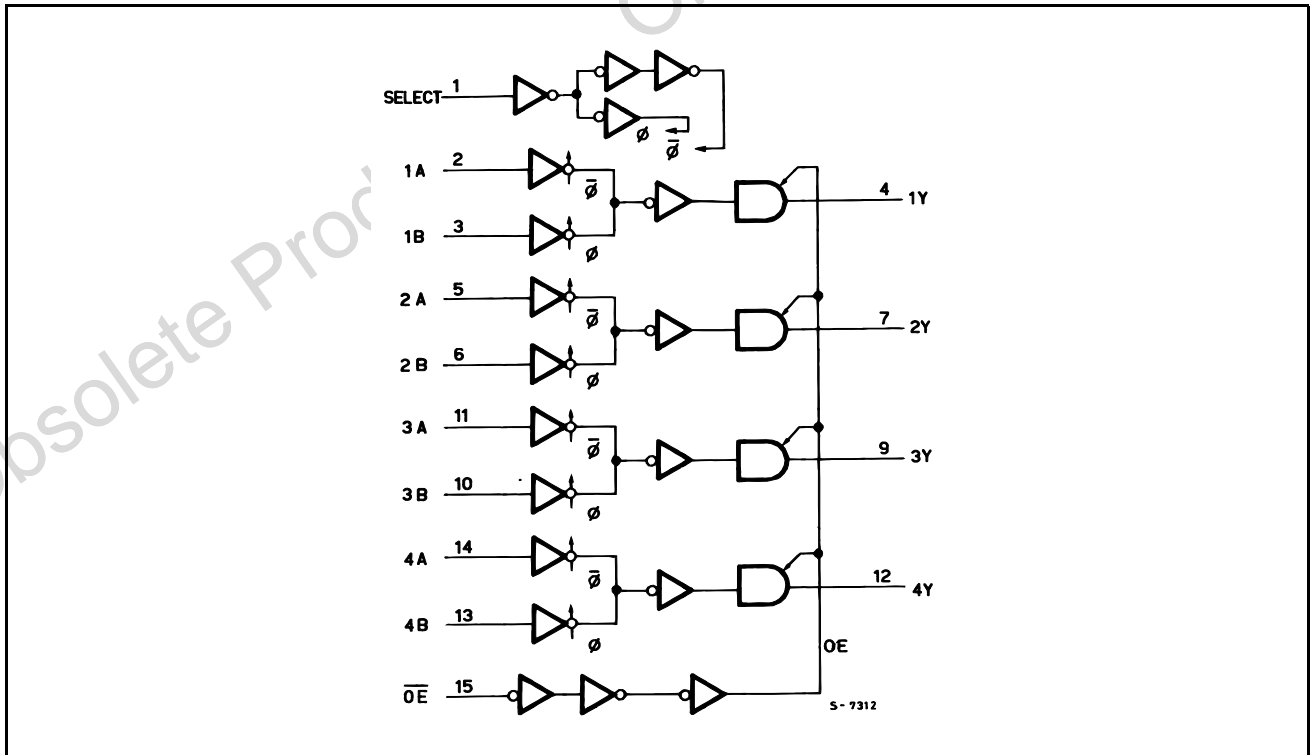 SELECT 1
ø
ø̅
1A 2
ø̅
4 1Y
1B 3
ø
2A 5
ø̅
7 2Y
2B 6
ø
3A 11
ø̅
9 3Y
3B 10
ø
4A 14
ø̅
12 4Y
4B 13
ø
OE
O̅E̅ 15
S-7312
bsolete Prod